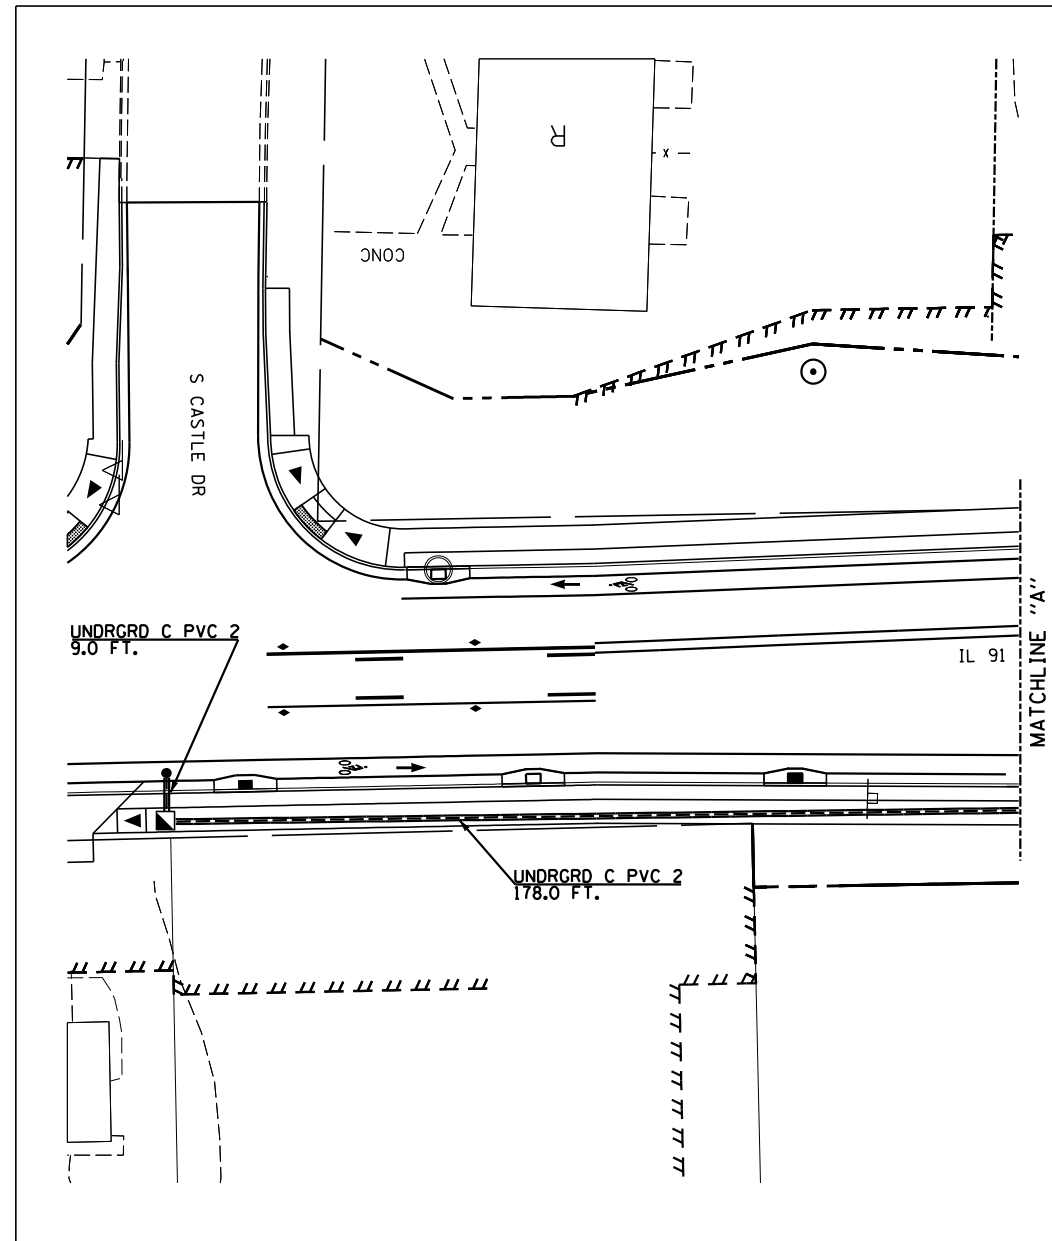 R
x
CONC
S CASTLE DR
UNDRGRD C PVC 2
9.0 FT.
IL 91
MATCHLINE "A"
UNDRGRD C PVC 2
178.0 FT.